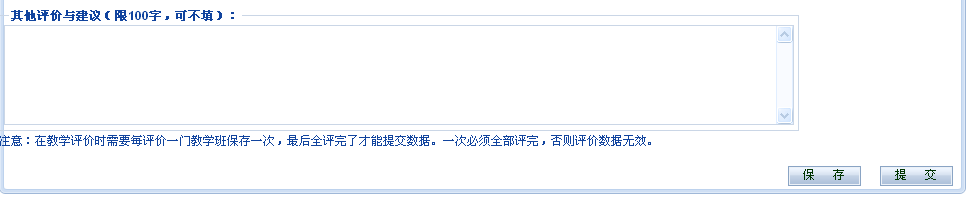 其他评价与建议（限100字，可不填）：
注意：在教学评价时需要每评价一门教学班保存一次，最后全评完了才能提交数据。一次必须全部评完，否则评价数据无效。
保 存 提 交